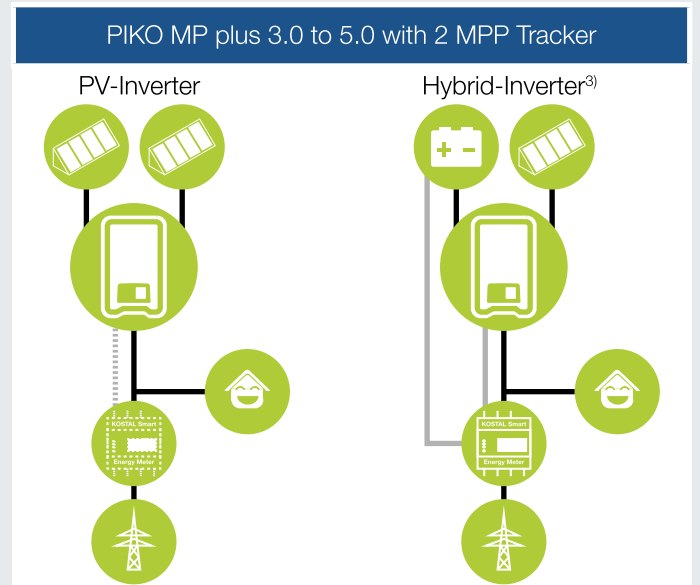 PIKO MP plus 3.0 to 5.0 with 2 MPP Tracker
PV-Inverter
Hybrid-Inverter3)
KOSTAL Smart
Energy Meter
KOSTAL Smart
Energy Meter